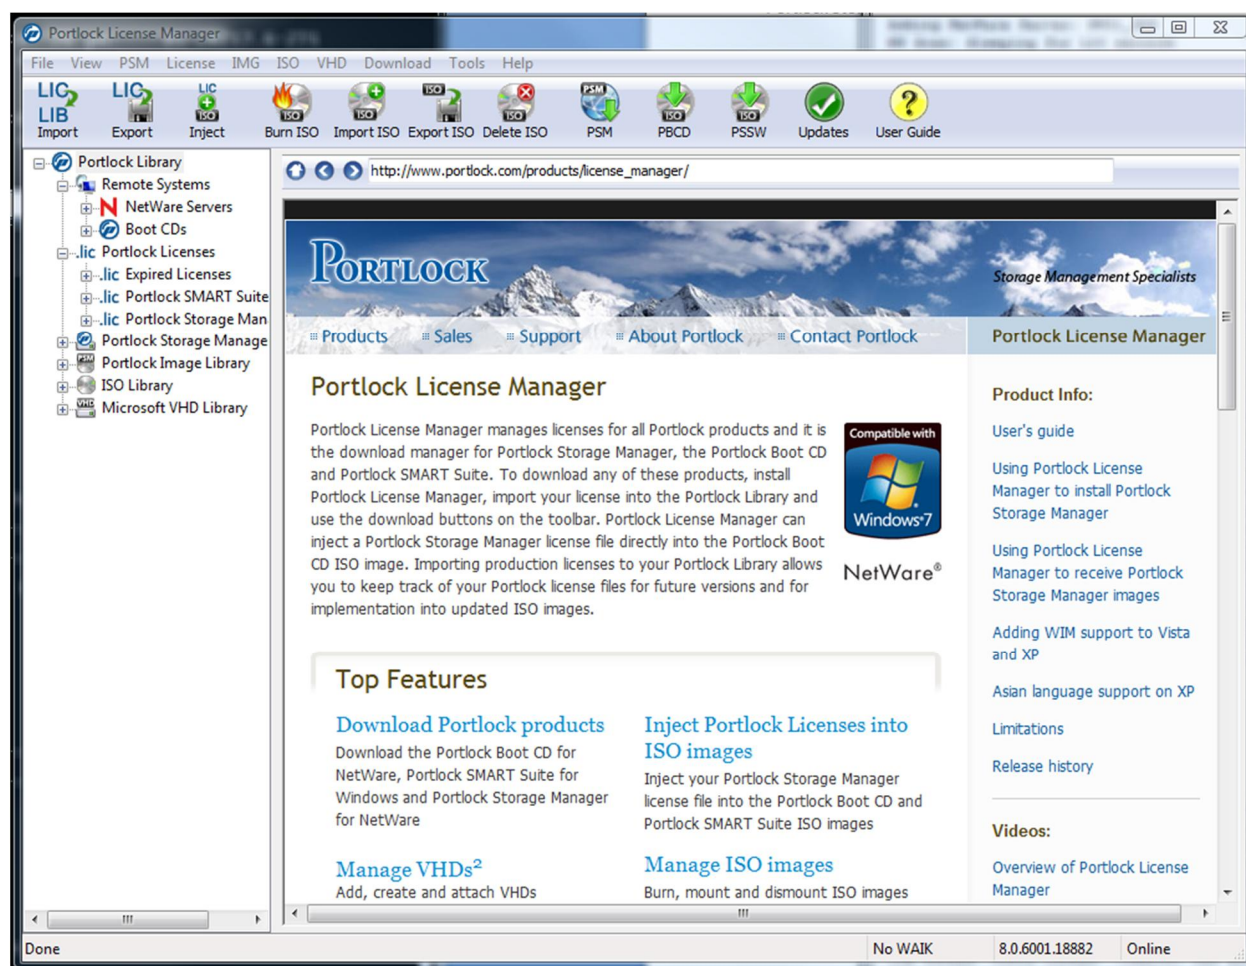 Portlock License Manager
File View PSM License IMG ISO VHD Download Tools Help
LIC LIB LIC LIC ISO ISO ISO ISO ISO PSM ISO ISO ?
Import Export Inject Burn ISO Import ISO Export ISO Delete ISO PSM PBCD PSSW Updates User Guide
Portlock Library
Remote Systems
NetWare Servers
Boot CDs
.lic Portlock Licenses
.lic Expired Licenses
.lic Portlock SMART Suite
.lic Portlock Storage Man
Portlock Storage Manage
Portlock Image Library
ISO Library
Microsoft VHD Library
http://www.portlock.com/products/license_manager/
PORTLOCK
Storage Management Specialists
Products Sales Support About Portlock Contact Portlock
Portlock License Manager
Portlock License Manager
Portlock License Manager manages licenses for all Portlock products and it is
the download manager for Portlock Storage Manager, the Portlock Boot CD
and Portlock SMART Suite. To download any of these products, install
Portlock License Manager, import your license into the Portlock Library and
use the download buttons on the toolbar. Portlock License Manager can
inject a Portlock Storage Manager license file directly into the Portlock Boot
CD ISO image. Importing production licenses to your Portlock Library allows
you to keep track of your Portlock license files for future versions and for
implementation into updated ISO images.
Compatible with
Windows 7
NetWare®
Top Features
Download Portlock products
Download the Portlock Boot CD for
NetWare, Portlock SMART Suite for
Windows and Portlock Storage Manager
for NetWare
Inject Portlock Licenses into
ISO images
Inject your Portlock Storage Manager
license file into the Portlock Boot CD and
Portlock SMART Suite ISO images
Manage VHDs²
Add, create and attach VHDs
Manage ISO images
Burn, mount and dismount ISO images
Product Info:
User's guide
Using Portlock License
Manager to install Portlock
Storage Manager
Using Portlock License
Manager to receive Portlock
Storage Manager images
Adding WIM support to Vista
and XP
Asian language support on XP
Limitations
Release history
Videos:
Overview of Portlock License
Manager
Done No WAIK 8.0.6001.18882 Online